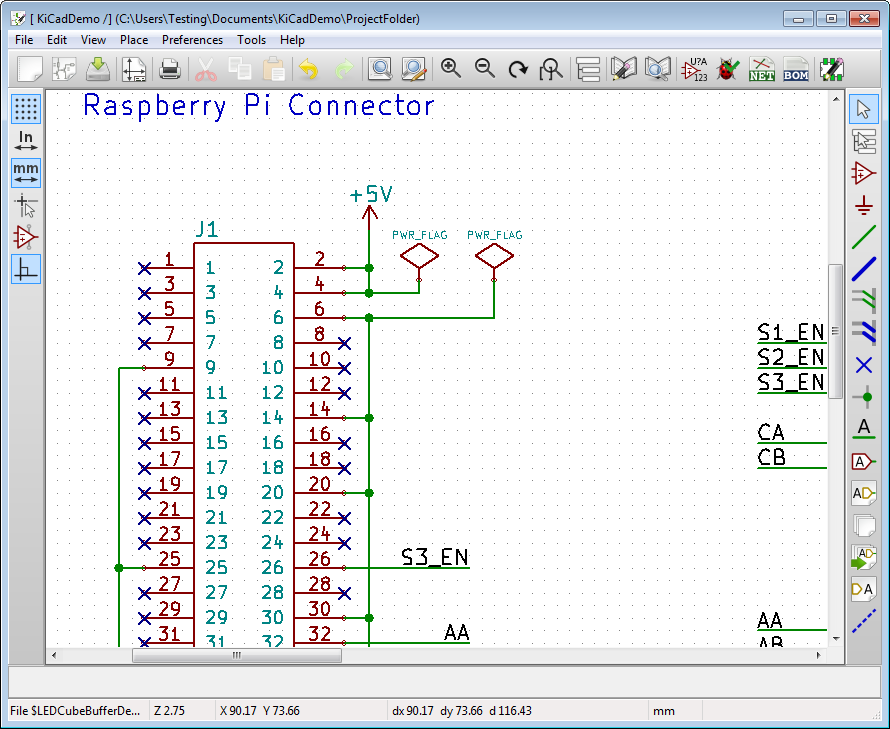 [ KiCadDemo /] (C:\Users\Testing\Documents\KiCadDemo\ProjectFolder)
File Edit View Place Preferences Tools Help
U?A
123
NET
BOM
In
mm
Raspberry Pi Connector
+5V
PWR_FLAG PWR_FLAG
J1
1 1 2 2
3 3 4 4
5 5 6 6
7 7 8 8
9 9 10 10
11 11 12 12
13 13 14 14
15 15 16 16
17 17 18 18
19 19 20 20
21 21 22 22
23 23 24 24
25 25 26 26 S3_EN
27 27 28 28
29 29 30 30
31 31 32 32 AA
S1_EN
S2_EN
S3_EN
CA
CB
AA
AB
A
A
AD
AD
DA
File $LEDCubeBufferDe... Z 2.75 X 90.17 Y 73.66 dx 90.17 dy 73.66 d 116.43 mm